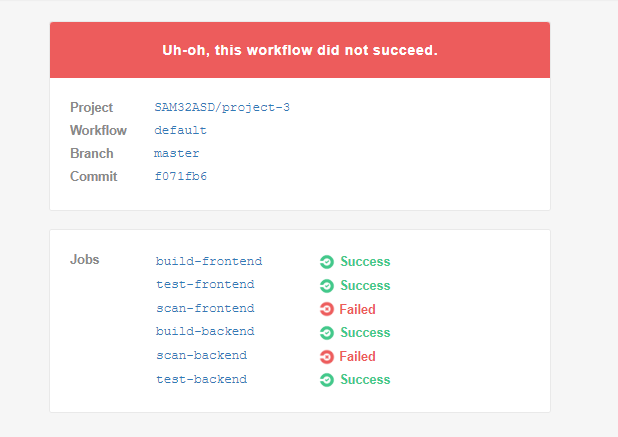 Uh-oh, this workflow did not succeed.
Project SAM32ASD/project-3
Workflow default
Branch master
Commit f071fb6
Jobs build-frontend Success
test-frontend Success
scan-frontend Failed
build-backend Success
scan-backend Failed
test-backend Success